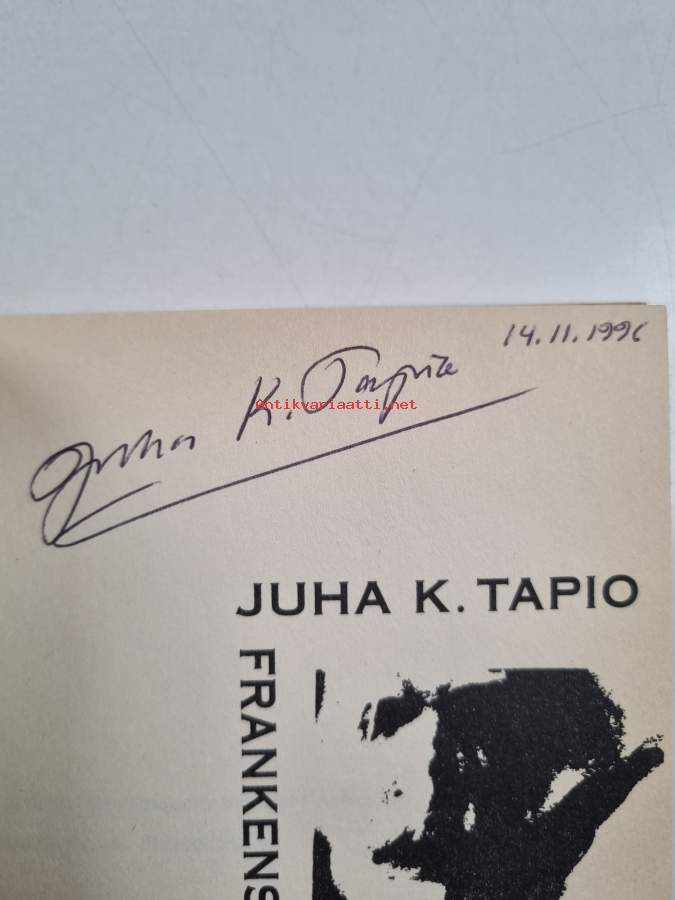 14.11.1996
Juha K. Tapio
Antikvariaatti.net
JUHA K. TAPIO
FRANKENS